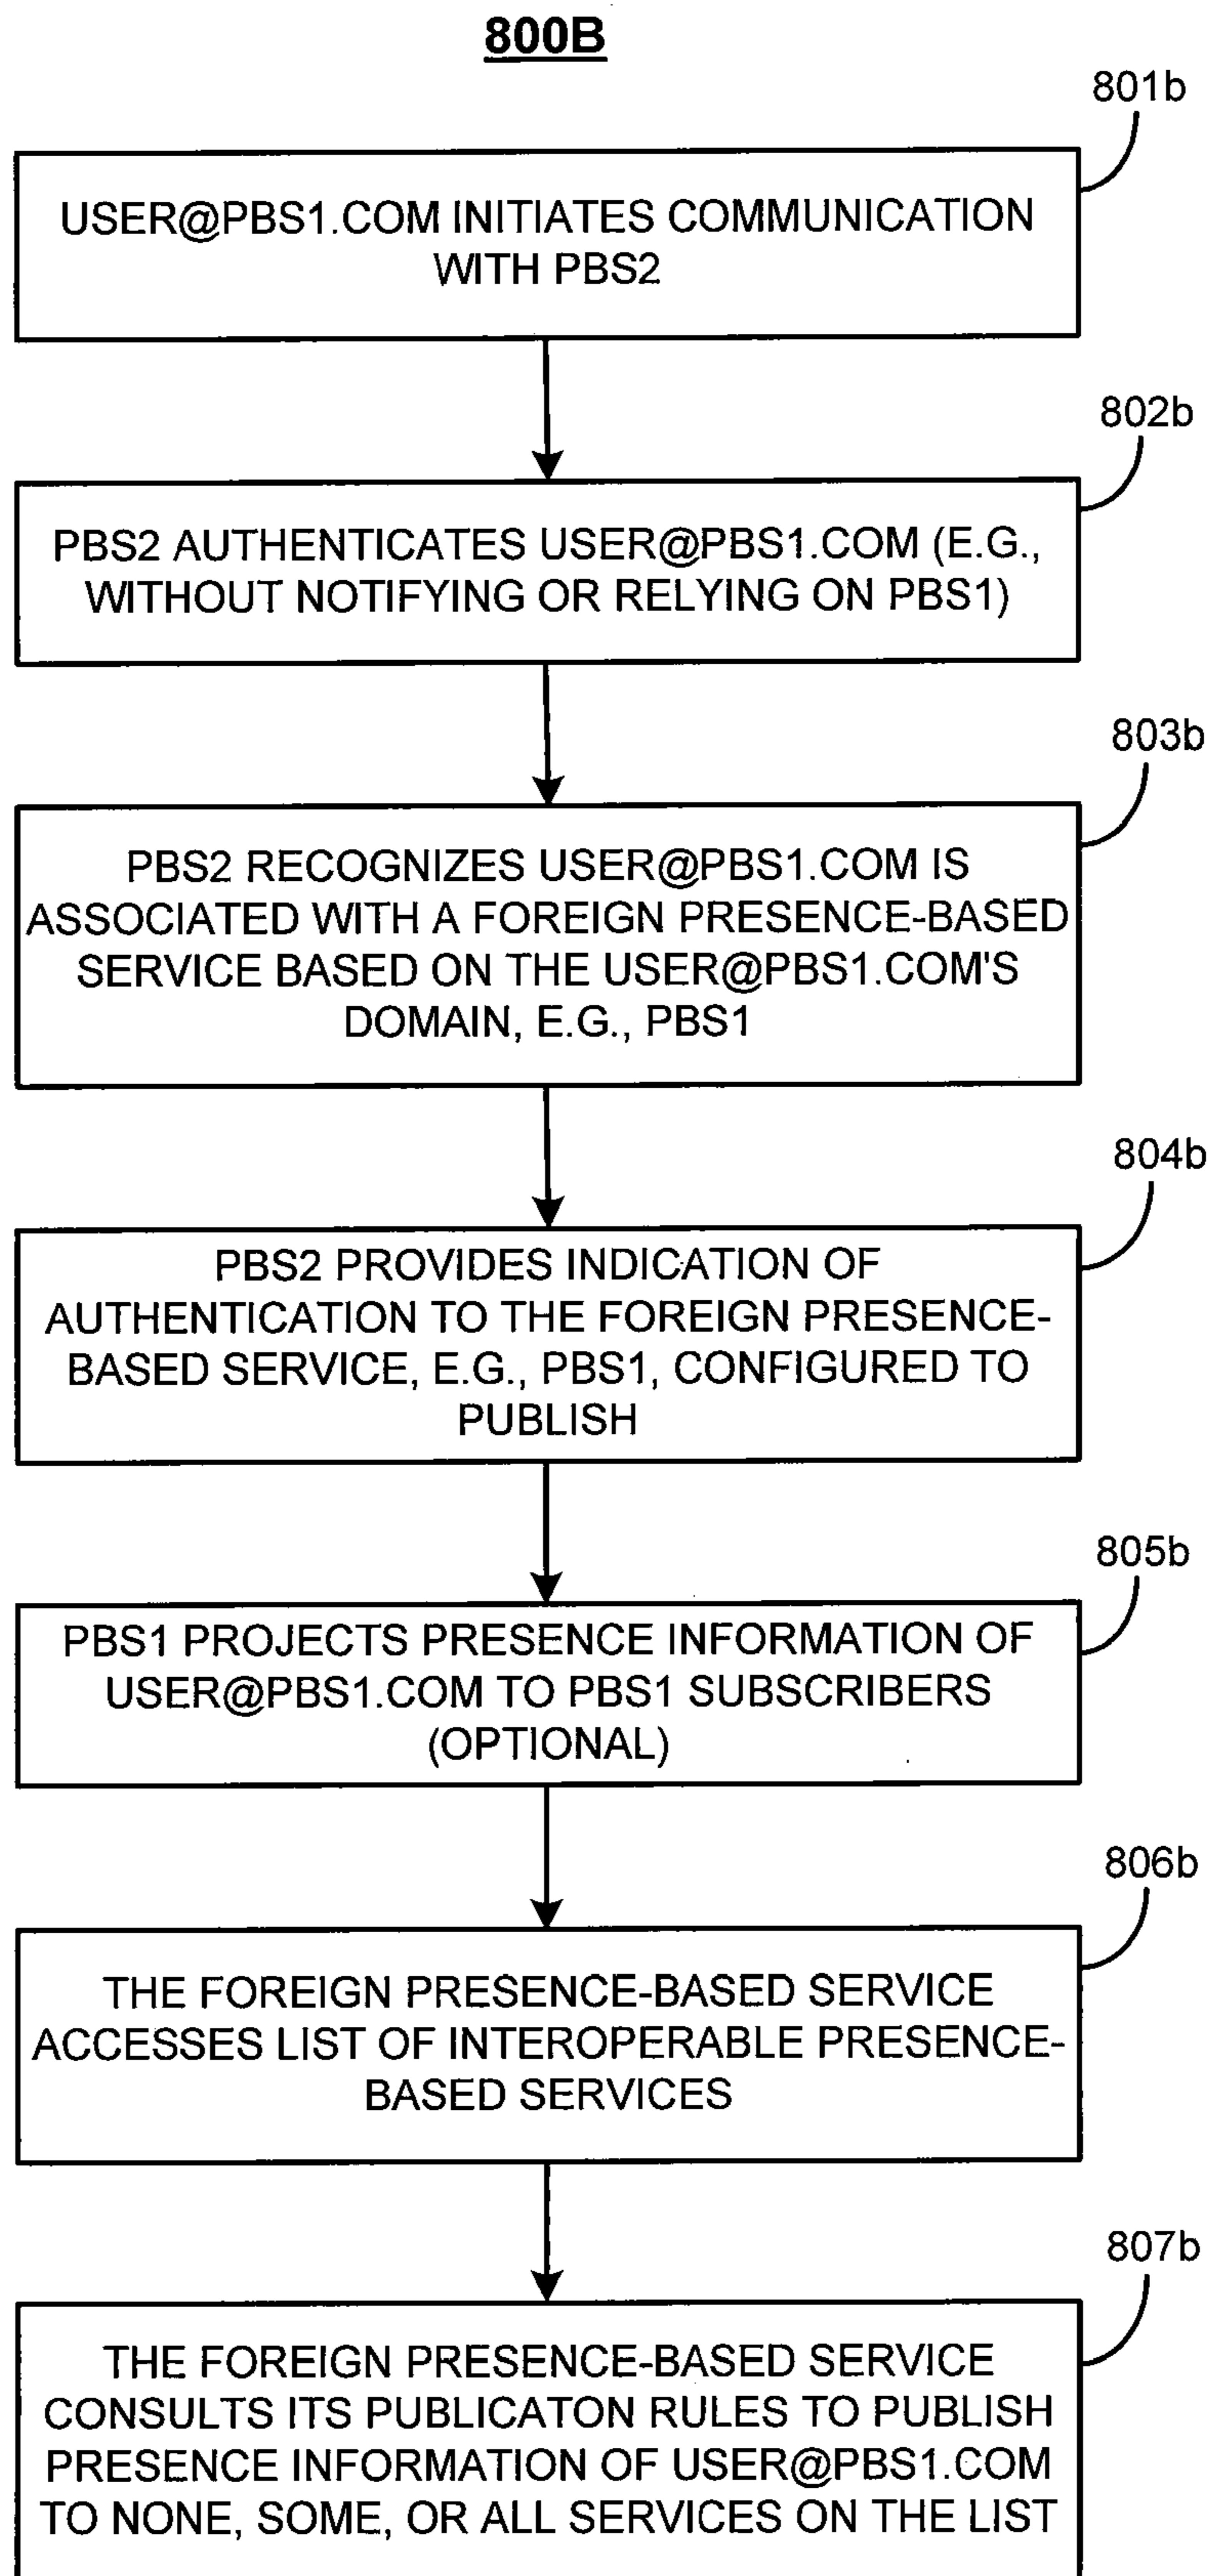 800B
801b
USER@PBS1.COM INITIATES COMMUNICATION
WITH PBS2
802b
PBS2 AUTHENTICATES USER@PBS1.COM (E.G.,
WITHOUT NOTIFYING OR RELYING ON PBS1)
803b
PBS2 RECOGNIZES USER@PBS1.COM IS
ASSOCIATED WITH A FOREIGN PRESENCE-BASED
SERVICE BASED ON THE USER@PBS1.COM'S
DOMAIN, E.G., PBS1
804b
PBS2 PROVIDES INDICATION OF
AUTHENTICATION TO THE FOREIGN PRESENCE-
BASED SERVICE, E.G., PBS1, CONFIGURED TO
PUBLISH
805b
PBS1 PROJECTS PRESENCE INFORMATION OF
USER@PBS1.COM TO PBS1 SUBSCRIBERS
(OPTIONAL)
806b
THE FOREIGN PRESENCE-BASED SERVICE
ACCESSES LIST OF INTEROPERABLE PRESENCE-
BASED SERVICES
807b
THE FOREIGN PRESENCE-BASED SERVICE
CONSULTS ITS PUBLICATON RULES TO PUBLISH
PRESENCE INFORMATION OF USER@PBS1.COM
TO NONE, SOME, OR ALL SERVICES ON THE LIST